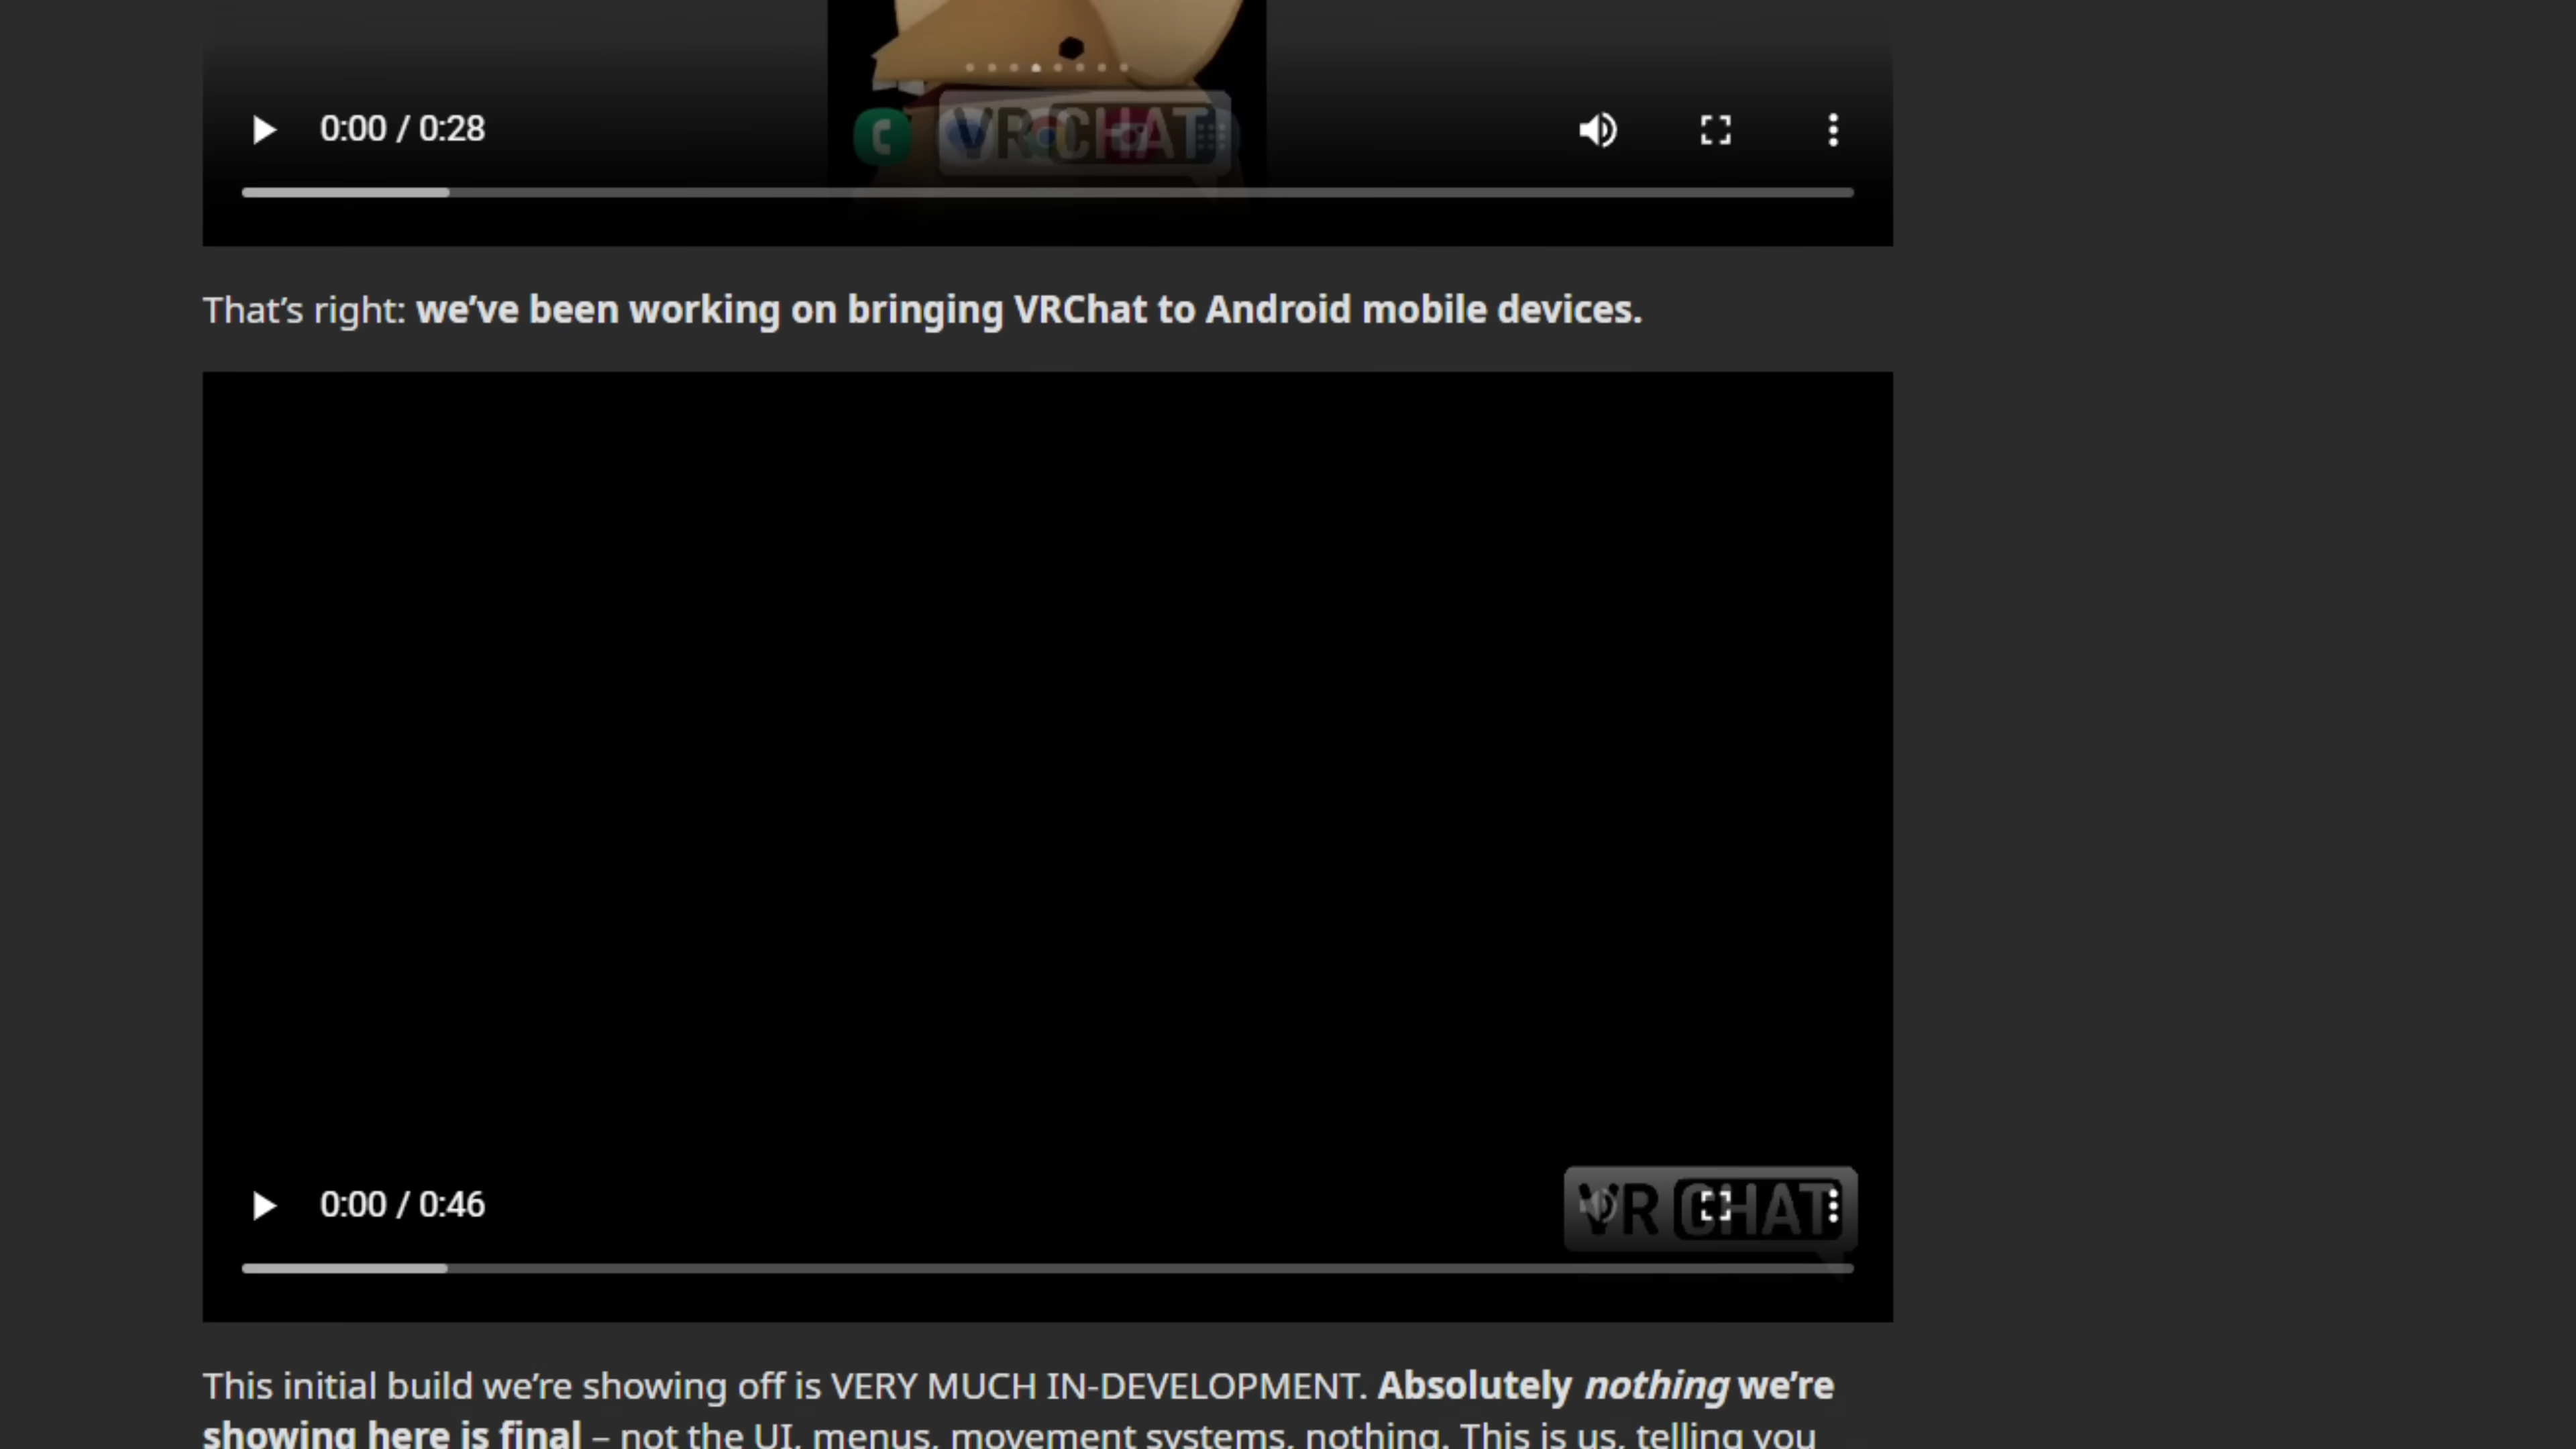 VRCHAT
0:00 / 0:28
That’s right: we’ve been working on bringing VRChat to Android mobile devices.
0:00 / 0:46
VRCHAT
This initial build we’re showing off is VERY MUCH IN-DEVELOPMENT. Absolutely nothing we’re
showing here is final – not the UI, menus, movement systems, nothing. This is us, telling you